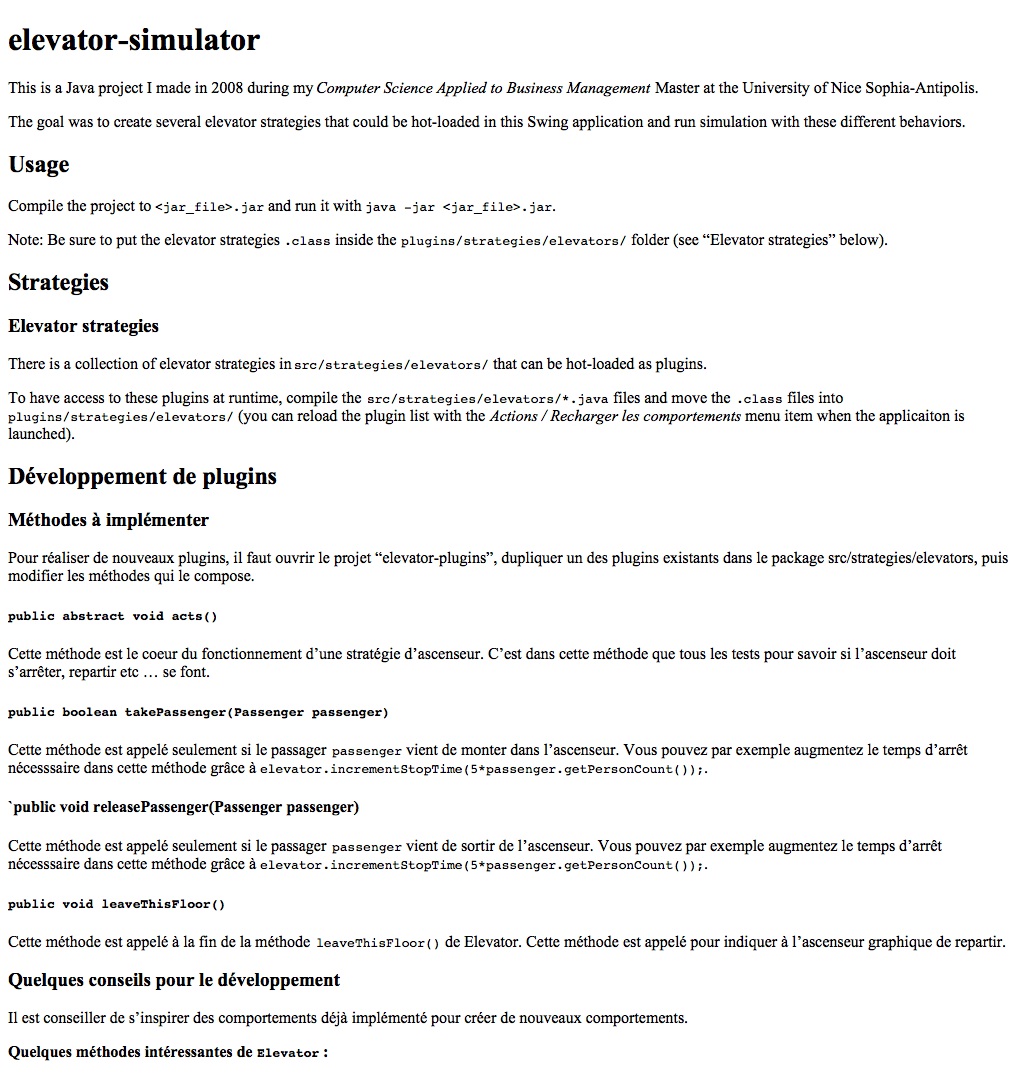 elevator-simulator
This is a Java project I made in 2008 during my Computer Science Applied to Business Management Master at the University of Nice Sophia-Antipolis.
The goal was to create several elevator strategies that could be hot-loaded in this Swing application and run simulation with these different behaviors.
Usage
Compile the project to <jar_file>.jar and run it with java -jar <jar_file>.jar.
Note: Be sure to put the elevator strategies .class inside the plugins/strategies/elevators/ folder (see “Elevator strategies” below).
Strategies
Elevator strategies
There is a collection of elevator strategies in src/strategies/elevators/ that can be hot-loaded as plugins.
To have access to these plugins at runtime, compile the src/strategies/elevators/*.java files and move the .class files into
plugins/strategies/elevators/ (you can reload the plugin list with the Actions / Recharger les comportements menu item when the applicaiton is
launched).
Développement de plugins
Méthodes à implémenter
Pour réaliser de nouveaux plugins, il faut ouvrir le projet “elevator-plugins”, dupliquer un des plugins existants dans le package src/strategies/elevators, puis
modifier les méthodes qui le compose.
public abstract void acts()
Cette méthode est le coeur du fonctionnement d’une stratégie d’ascenseur. C’est dans cette méthode que tous les tests pour savoir si l’ascenseur doit
s’arrêter, repartir etc … se font.
public boolean takePassenger(Passenger passenger)
Cette méthode est appelé seulement si le passager passenger vient de monter dans l’ascenseur. Vous pouvez par exemple augmentez le temps d’arrêt
nécesssaire dans cette méthode grâce à elevator.incrementStopTime(5*passenger.getPersonCount());.
`public void releasePassenger(Passenger passenger)
Cette méthode est appelé seulement si le passager passenger vient de sortir de l’ascenseur. Vous pouvez par exemple augmentez le temps d’arrêt
nécesssaire dans cette méthode grâce à elevator.incrementStopTime(5*passenger.getPersonCount());.
public void leaveThisFloor()
Cette méthode est appelé à la fin de la méthode leaveThisFloor() de Elevator. Cette méthode est appelé pour indiquer à l’ascenseur graphique de repartir.
Quelques conseils pour le développement
Il est conseiller de s’inspirer des comportements déjà implémenté pour créer de nouveaux comportements.
Quelques méthodes intéressantes de Elevator :